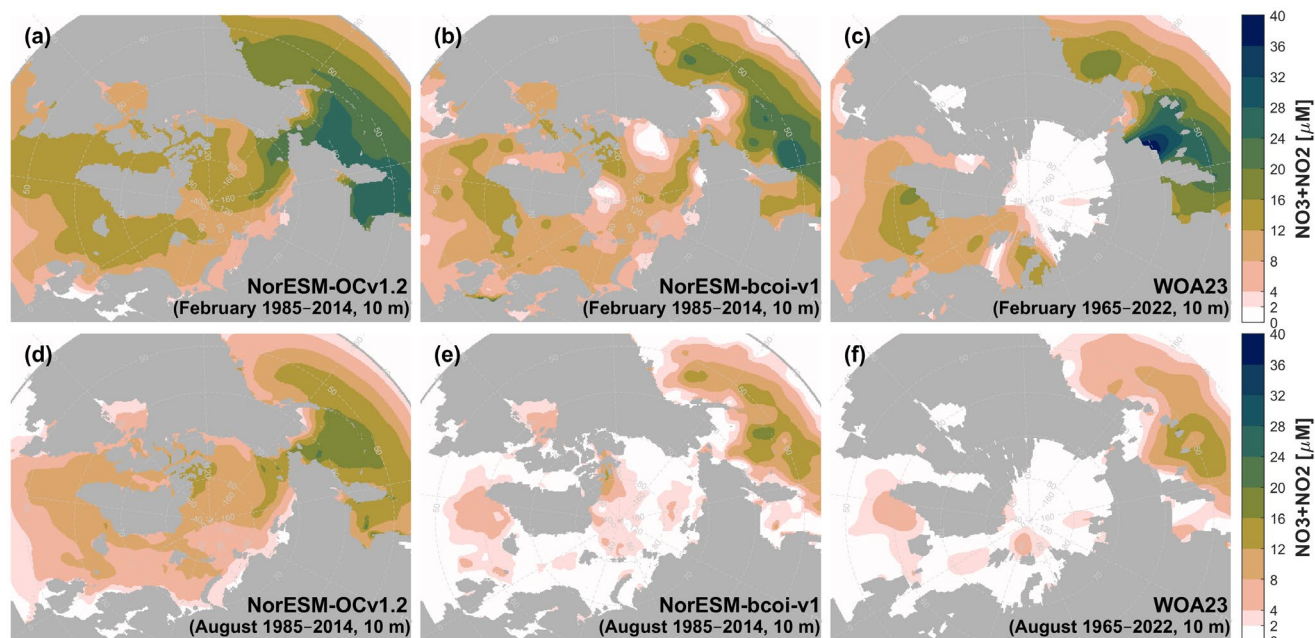 (a)
NorESM-OCv1.2
(February 1985–2014, 10 m)
(b)
NorESM-bcoi-v1
(February 1985–2014, 10 m)
(c)
WOA23
(February 1965–2022, 10 m)
40
36
32
28
24
20
16
12
8
4
2
0
NO3+NO2 [μM]
(d)
NorESM-OCv1.2
(August 1985–2014, 10 m)
(e)
NorESM-bcoi-v1
(August 1985–2014, 10 m)
(f)
WOA23
(August 1965–2022, 10 m)
40
36
32
28
24
20
16
12
8
4
2
NO3+NO2 [μM]